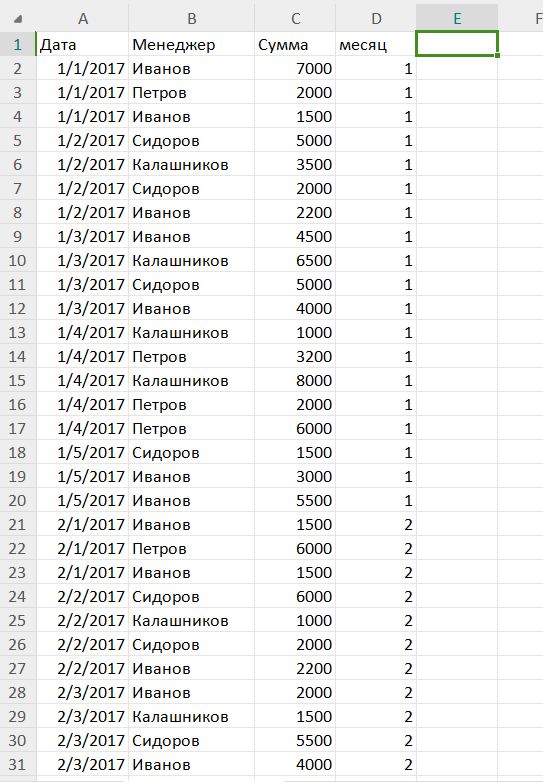 A B C D E F
1 Дата Менеджер Сумма месяц
2 1/1/2017 Иванов 7000 1
3 1/1/2017 Петров 2000 1
4 1/1/2017 Иванов 1500 1
5 1/2/2017 Сидоров 5000 1
6 1/2/2017 Калашников 3500 1
7 1/2/2017 Сидоров 2000 1
8 1/2/2017 Иванов 2200 1
9 1/3/2017 Иванов 4500 1
10 1/3/2017 Калашников 6500 1
11 1/3/2017 Сидоров 5000 1
12 1/3/2017 Иванов 4000 1
13 1/4/2017 Калашников 1000 1
14 1/4/2017 Петров 3200 1
15 1/4/2017 Калашников 8000 1
16 1/4/2017 Петров 2000 1
17 1/4/2017 Петров 6000 1
18 1/5/2017 Сидоров 1500 1
19 1/5/2017 Иванов 3000 1
20 1/5/2017 Иванов 5500 1
21 2/1/2017 Иванов 1500 2
22 2/1/2017 Петров 6000 2
23 2/1/2017 Иванов 1500 2
24 2/2/2017 Сидоров 6000 2
25 2/2/2017 Калашников 1000 2
26 2/2/2017 Сидоров 2000 2
27 2/2/2017 Иванов 2200 2
28 2/3/2017 Иванов 2000 2
29 2/3/2017 Калашников 1500 2
30 2/3/2017 Сидоров 5500 2
31 2/3/2017 Иванов 4000 2